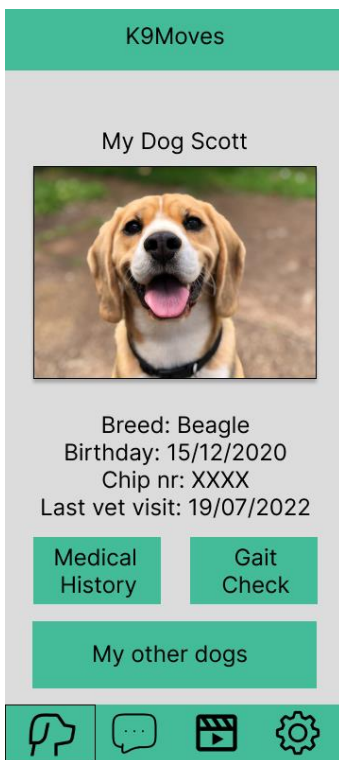 K9Moves
My Dog Scott
Breed: Beagle
Birthday: 15/12/2020
Chip nr: XXXX
Last vet visit: 19/07/2022
Medical
History
Gait
Check
My other dogs